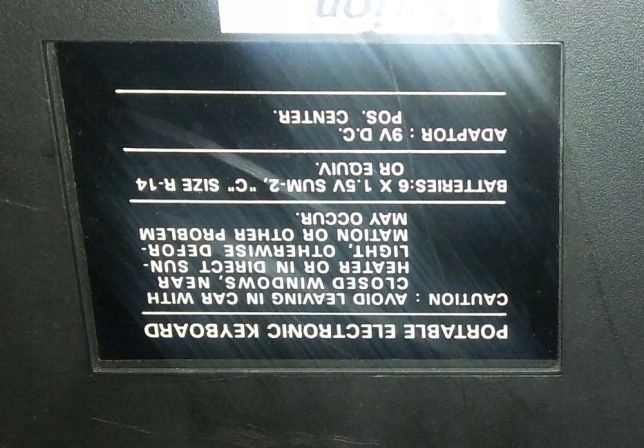 PORTABLE ELECTRONIC KEYBOARD
CAUTION : AVOID LEAVING IN CAR WITH
CLOSED WINDOWS, NEAR
HEATER OR IN DIRECT SUN-
LIGHT, OTHERWISE DEFOR-
MATION OR OTHER PROBLEM
MAY OCCUR.
BATTERIES:6 X 1.5V SUM-2, "C" SIZE R-14
OR EQUIV.
ADAPTOR : 9V D.C.
POS. CENTER.